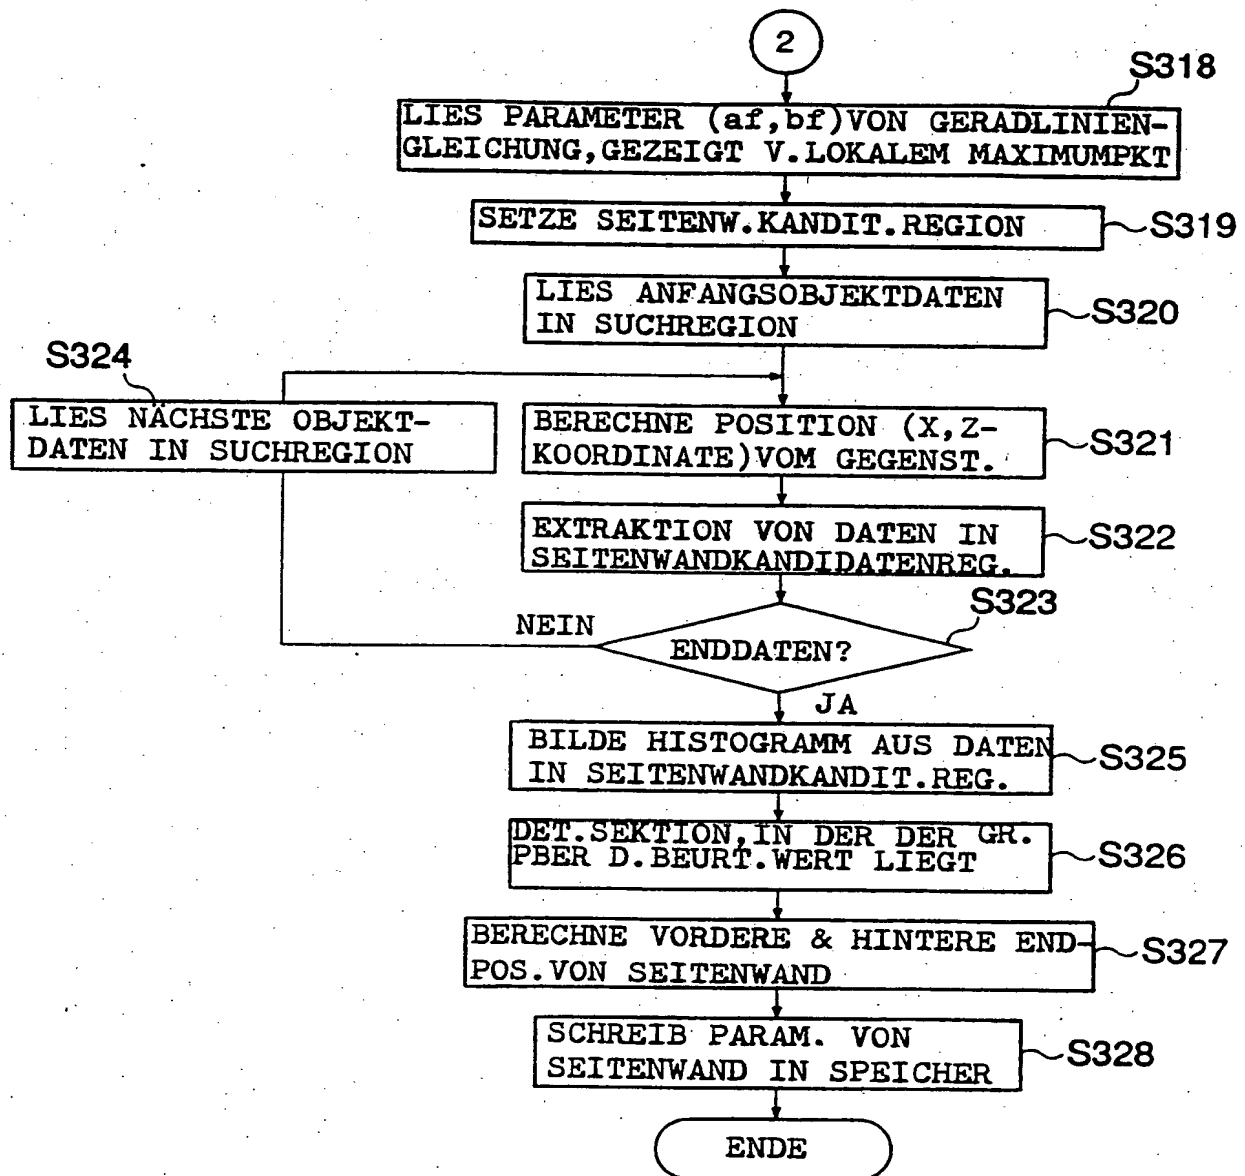 2
S318
LIES PARAMETER (af,bf)VON GERADLINIEN-
GLEICHUNG,GEZEIGT V.LOKALEM MAXIMUMPKT
SETZE SEITENW.KANDIT.REGION
S319
LIES ANFANGSOBJEKTDATEN
IN SUCHREGION
S320
S324
LIES NÄCHSTE OBJEKT-
DATEN IN SUCHREGION
BERECHNE POSITION (X,Z-
KOORDINATE)VOM GEGENST.
S321
EXTRAKTION VON DATEN IN
SEITENWANDKANDIDATENREG.
S322
S323
NEIN
ENDDATEN?
JA
BILDE HISTOGRAMM AUS DATEN
IN SEITENWANDKANDIT.REG.
S325
DET.SEKTION,IN DER DER GR.
PBER D.BEURT.WERT LIEGT
S326
BERECHNE VORDERE & HINTERE END-
POS.VON SEITENWAND
S327
SCHREIB PARAM. VON
SEITENWAND IN SPEICHER
S328
ENDE